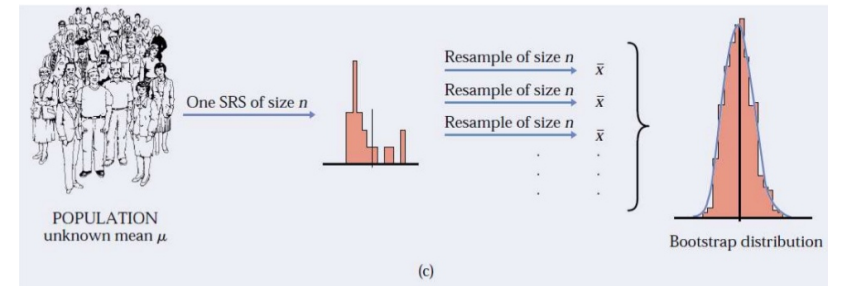 One SRS of size n
POPULATION
unknown mean μ
Resample of size n
x̄
Resample of size n
x̄
Resample of size n
x̄
Bootstrap distribution
(c)